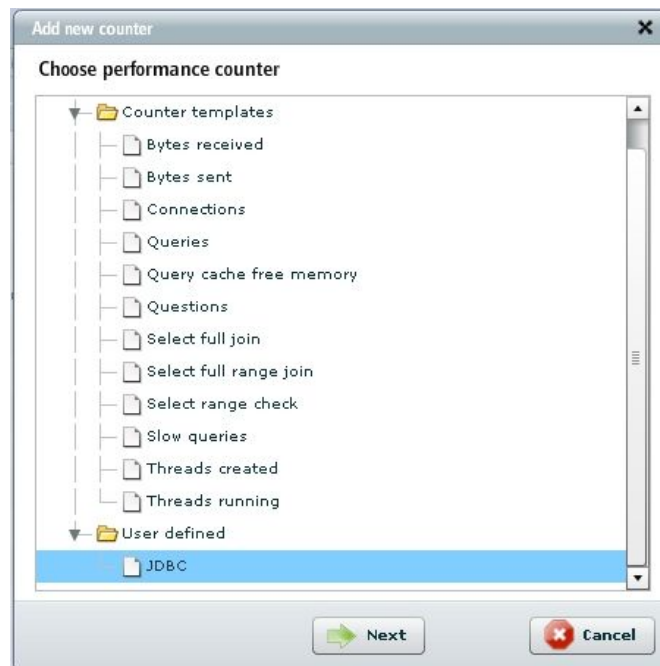 Add new counter
Choose performance counter
Counter templates
Bytes received
Bytes sent
Connections
Queries
Query cache free memory
Questions
Select full join
Select full range join
Select range check
Slow queries
Threads created
Threads running
User defined
JDBC
Next
Cancel